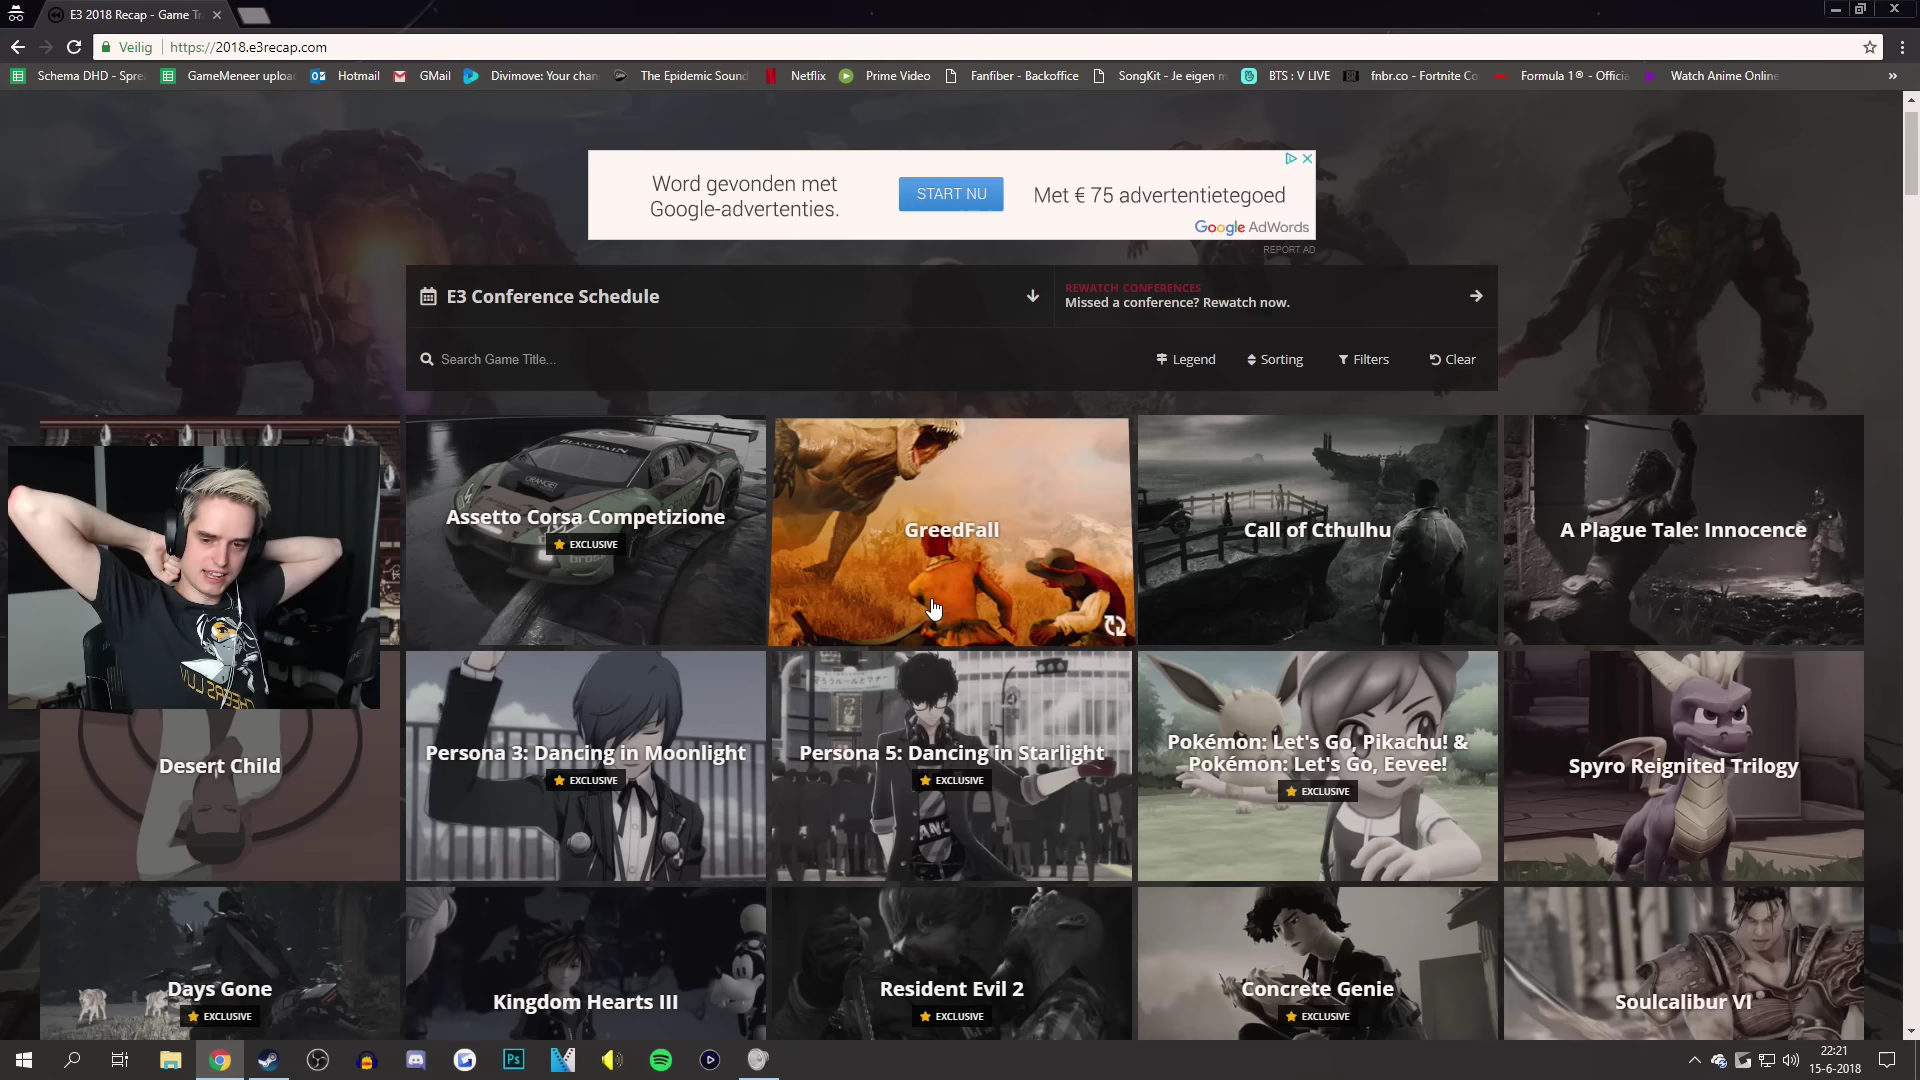 E3 2018 Recap - Game Tr
Veilig
https://2018.e3recap.com
Schema DHD - Spre
GameMeneer uploa
Hotmail
GMail
Divimove: Your chan
The Epidemic Sound
Netflix
Prime Video
Fanfiber - Backoffice
SongKit - Je eigen m
BTS : V LIVE
fnbr.co - Fortnite Co
Formula 1® - Officia
Watch Anime Online
Word gevonden met
Google-advertenties.
START NU
Met € 75 advertentietegoed
Google AdWords
REPORT AD
E3 Conference Schedule
REWATCH CONFERENCES
Missed a conference? Rewatch now.
Search Game Title...
Legend
Sorting
Filters
Clear
BLANCPAIN
ORANGE1
Assetto Corsa Competizione
EXCLUSIVE
GreedFall
Call of Cthulhu
A Plague Tale: Innocence
Desert Child
Persona 3: Dancing in Moonlight
EXCLUSIVE
Persona 5: Dancing in Starlight
EXCLUSIVE
Pokémon: Let's Go, Pikachu! &
Pokémon: Let's Go, Eevee!
EXCLUSIVE
Spyro Reignited Trilogy
Days Gone
EXCLUSIVE
Kingdom Hearts III
Resident Evil 2
EXCLUSIVE
Concrete Genie
EXCLUSIVE
Soulcalibur VI
Ps
22:21
15-6-2018